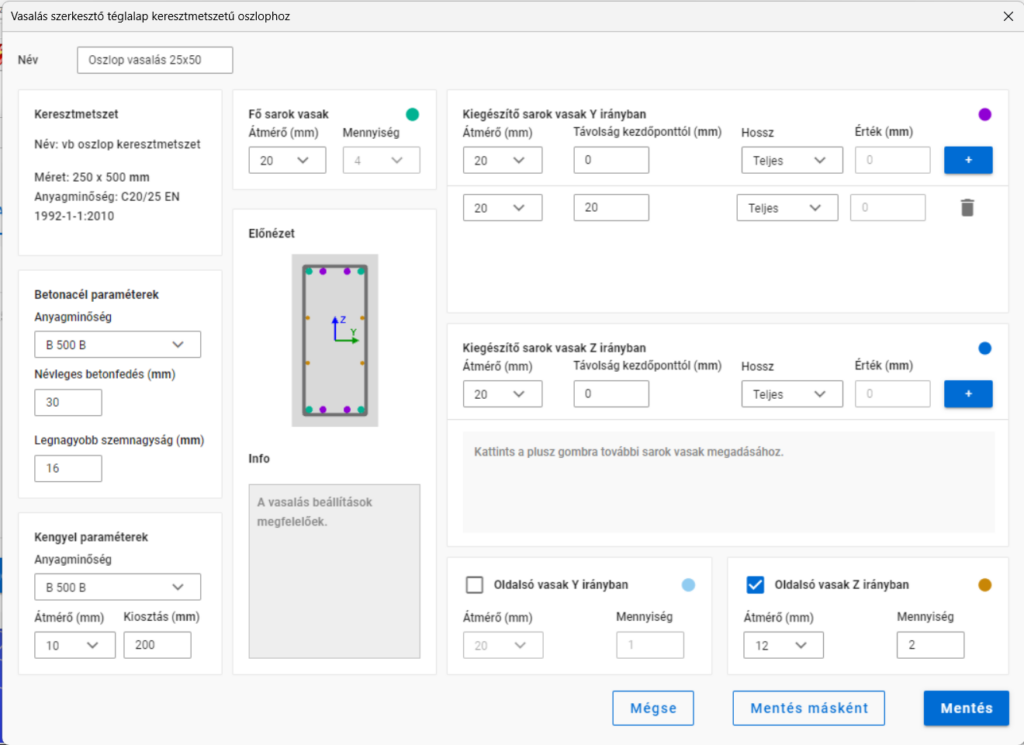 Vasalás szerkesztő téglalap keresztmetszetű oszlophoz
Név
Oszlop vasalás 25x50
Keresztmetszet
Név: vb oszlop keresztmetszet
Méret: 250 x 500 mm
Anyagminőség: C20/25 EN
1992-1-1:2010
Betonacél paraméterek
Anyagminőség
B 500 B
Névleges betonfedés (mm)
30
Legnagyobb szemnagyság (mm)
16
Kengyel paraméterek
Anyagminőség
B 500 B
Átmérő (mm) Kiosztás (mm)
10 200
Fő sarok vasak
Átmérő (mm) Mennyiség
20 4
Előnézet
Z
Y
Info
A vasalás beállítások
megfelelőek.
Kiegészítő sarok vasak Y irányban
Átmérő (mm) Távolság kezdőponttól (mm) Hossz Érték (mm)
20 0 Teljes 0 +
20 20 Teljes 0
Kiegészítő sarok vasak Z irányban
Átmérő (mm) Távolság kezdőponttól (mm) Hossz Érték (mm)
20 0 Teljes 0 +
Kattints a plusz gombra további sarok vasak megadásához.
Oldalsó vasak Y irányban
Átmérő (mm) Mennyiség
20 1
Oldalsó vasak Z irányban
Átmérő (mm) Mennyiség
12 2
Mégse Mentés másként Mentés